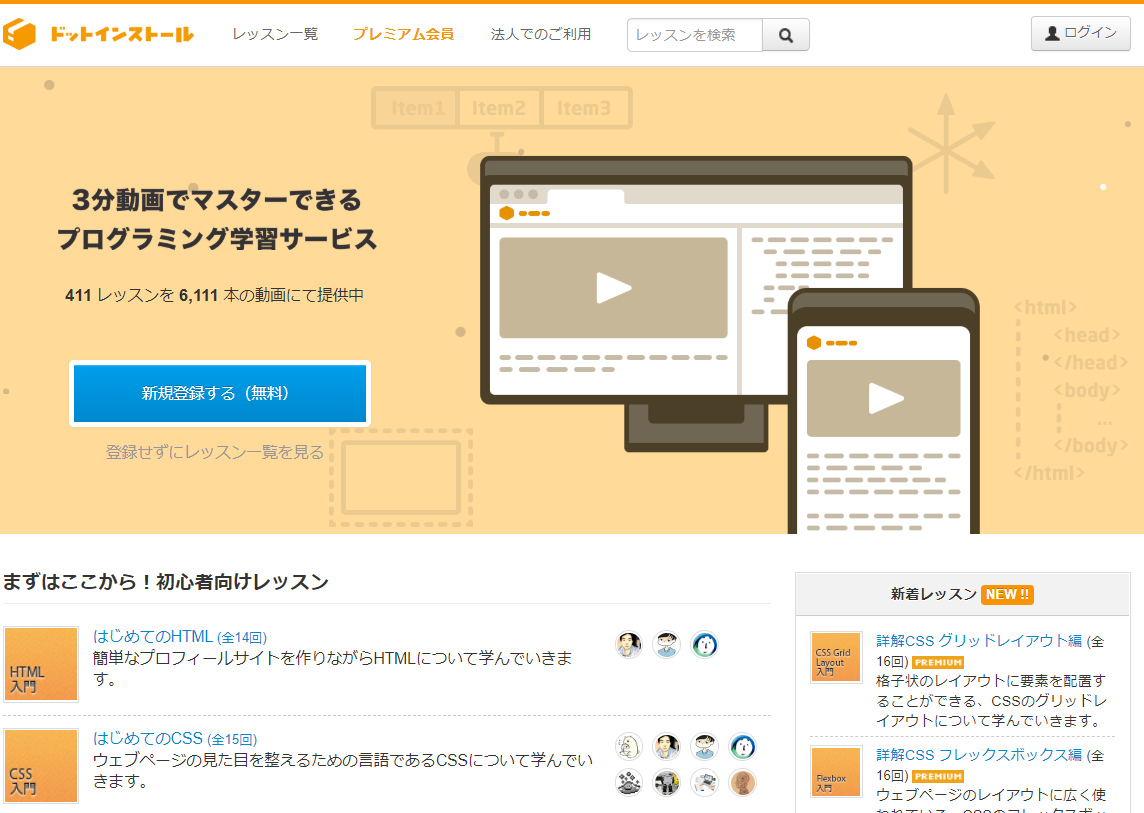 ドットインストール
レッスン一覧
プレミアム会員
法人でのご利用
レッスンを検索
ログイン
Item1 Item2 Item3
3分動画でマスターできる
プログラミング学習サービス
411 レッスンを 6,111 本の動画にて提供中
新規登録する（無料）
登録せずにレッスン一覧を見る
<html>
<head>
</head>
<body>
...
</body>
</html>
まずはここから！初心者向けレッスン
HTML
入門
はじめてのHTML (全14回)
簡単なプロフィールサイトを作りながらHTMLについて学んでいきま
す。
CSS
入門
はじめてのCSS (全15回)
ウェブページの見た目を整えるための言語であるCSSについて学んでい
きます。
新着レッスン NEW !!
CSS Grid
Layout
入門
詳解CSS グリッドレイアウト編 (全
16回) PREMIUM
格子状のレイアウトに要素を配置す
ることができる、CSSのグリッドレ
イアウトについて学んでいきます。
Flexbox
入門
詳解CSS フレックスボックス編 (全
16回) PREMIUM
ウェブページのレイアウトに広く使
われている、CSSのフレックスボッ